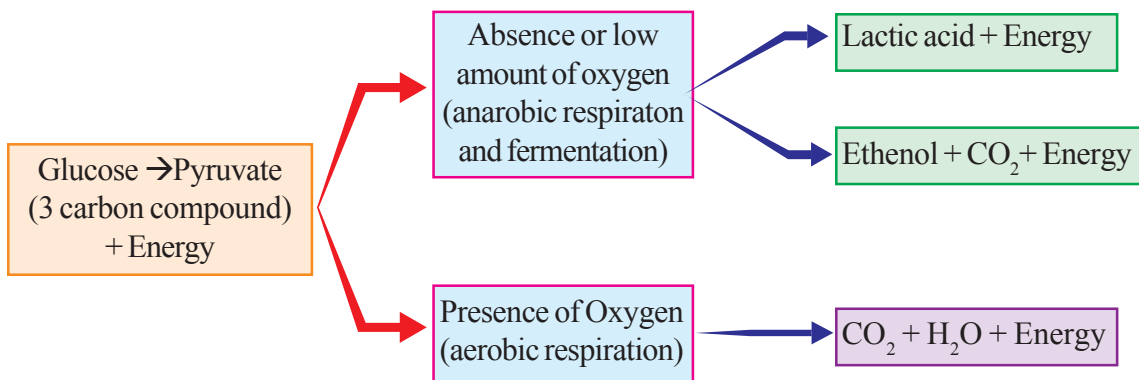 Glucose →Pyruvate
(3 carbon compound)
+ Energy
Absence or low
amount of oxygen
(anarobic respiraton
and fermentation)
Lactic acid + Energy
Ethenol + CO₂+ Energy
Presence of Oxygen
(aerobic respiration)
CO₂ + H₂O + Energy